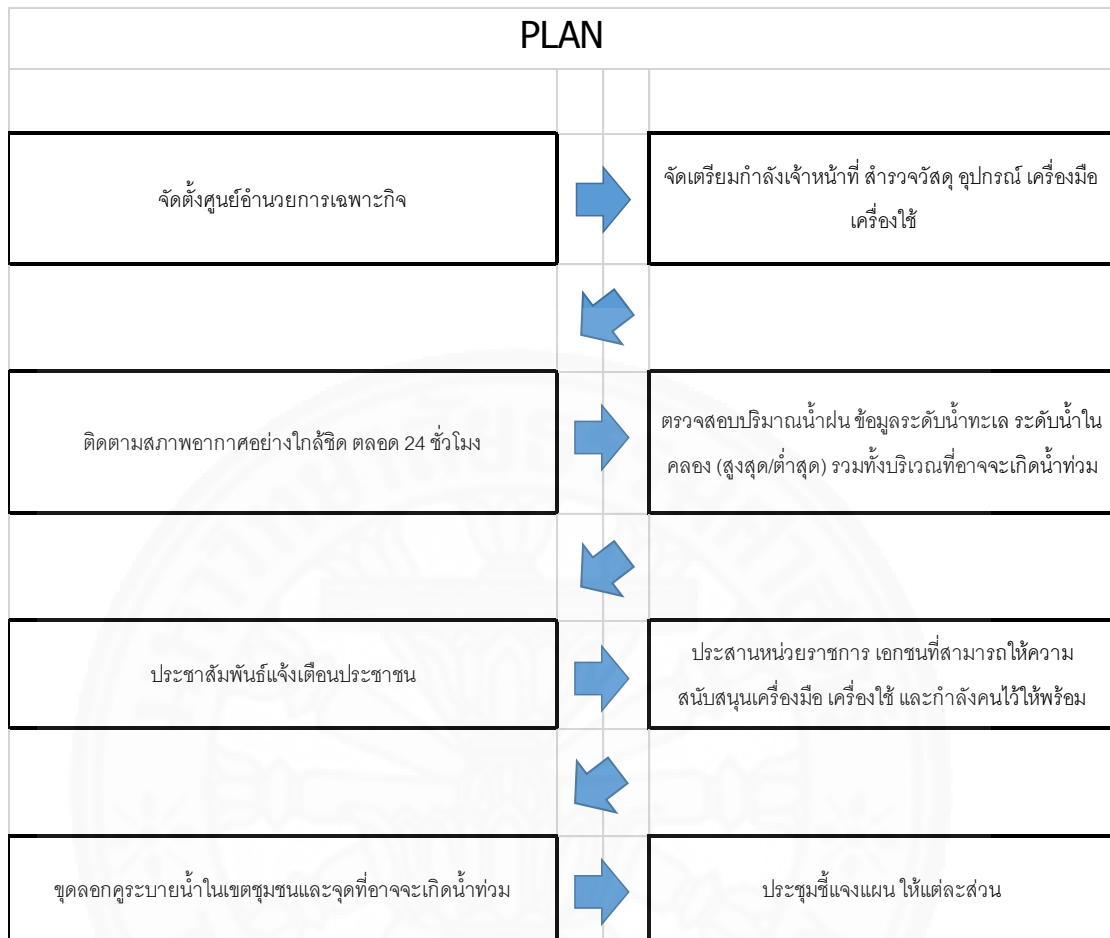 PLAN
จัดตั้งศูนย์อำนวยการเฉพาะกิจ
จัดเตรียมกำลังเจ้าหน้าที่ สำรวจวัสดุ อุปกรณ์ เครื่องมือ
เครื่องใช้
ติดตามสภาพอากาศอย่างใกล้ชิด ตลอด 24 ชั่วโมง
ตรวจสอบปริมาณน้ำฝน ข้อมูลระดับน้ำทะเล ระดับน้ำใน
คลอง (สูงสุด/ต่ำสุด) รวมทั้งบริเวณที่อาจจะเกิดน้ำท่วม
ประชาสัมพันธ์แจ้งเตือนประชาชน
ประสานหน่วยราชการ เอกชนที่สามารถให้ความ
สนับสนุนเครื่องมือ เครื่องใช้ และกำลังคนไว้ให้พร้อม
ขุดลอกคูระบายน้ำในเขตชุมชนและจุดที่อาจจะเกิดน้ำท่วม
ประชุมชี้แจงแผน ให้แต่ละส่วน